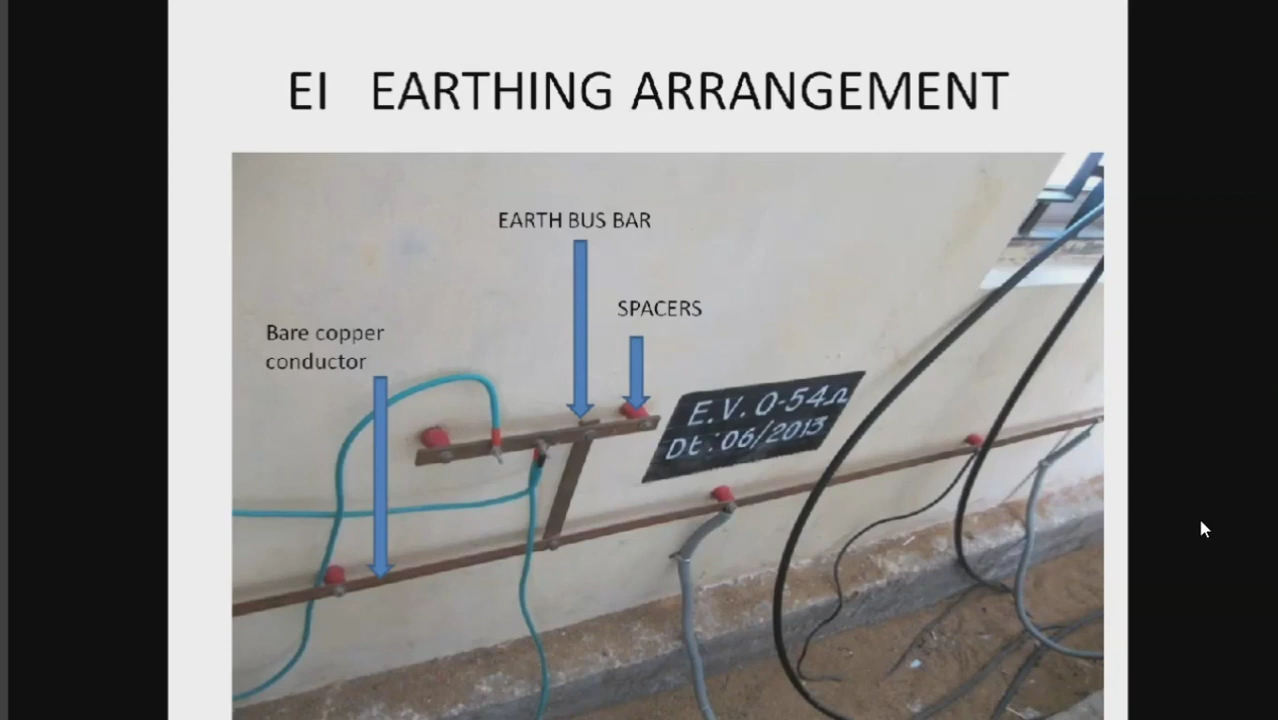 EI EARTHING ARRANGEMENT
EARTH BUS BAR
SPACERS
Bare copper
conductor
E.V. 0-54Ω
Dt:06/2013